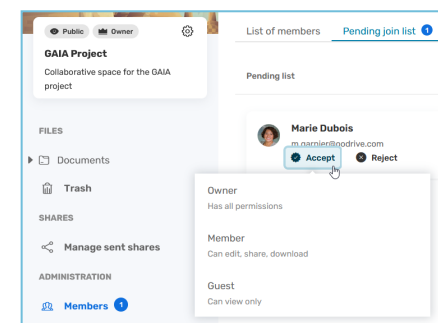 Public Owner
GAIA Project
Collaborative space for the GAIA
project
FILES
Documents
Trash
SHARES
Manage sent shares
ADMINISTRATION
Members 1
List of members Pending join list 1
Pending list
Marie Dubois
m.garnier@oodrive.com
Accept Reject
Owner
Has all permissions
Member
Can edit, share, download
Guest
Can view only